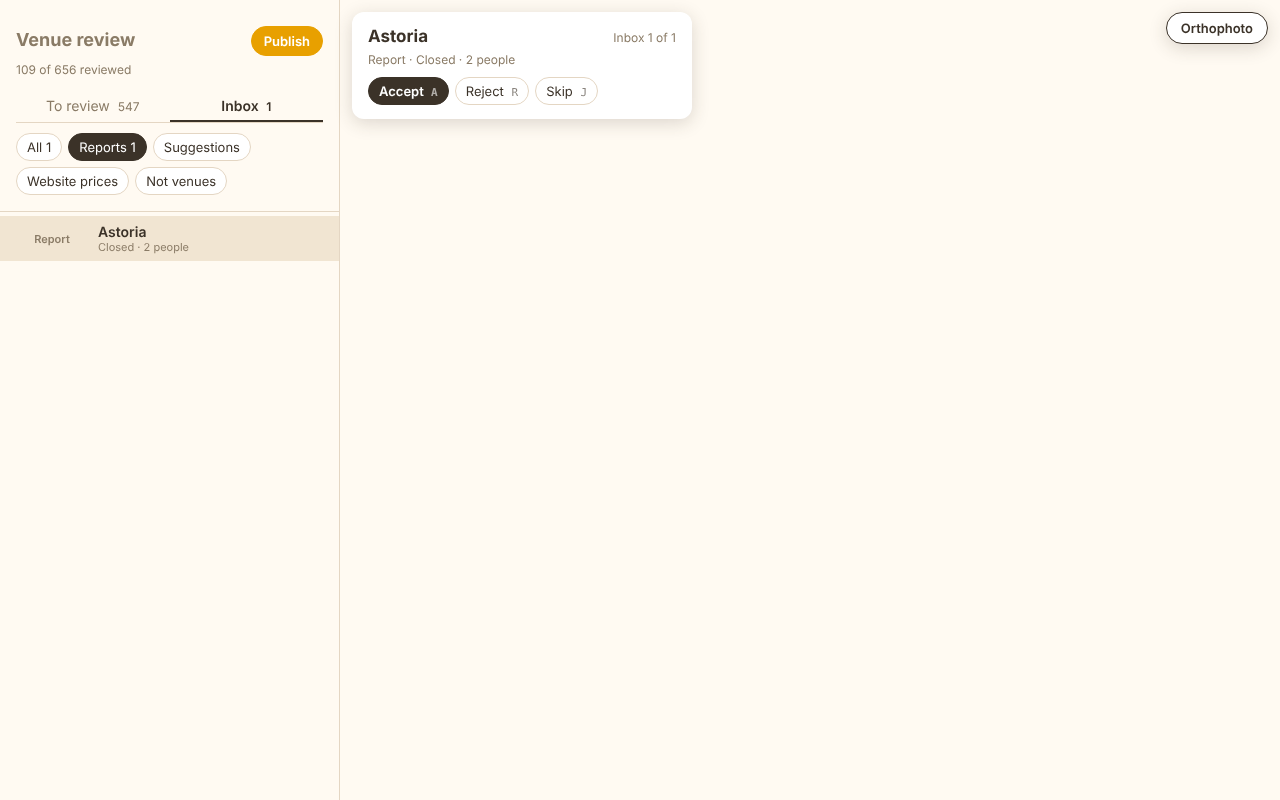 Venue review
Publish
109 of 656 reviewed
To review 547
Inbox 1
All 1
Reports 1
Suggestions
Website prices
Not venues
Report
Astoria
Closed · 2 people
Astoria
Inbox 1 of 1
Report · Closed · 2 people
Accept A
Reject R
Skip J
Orthophoto